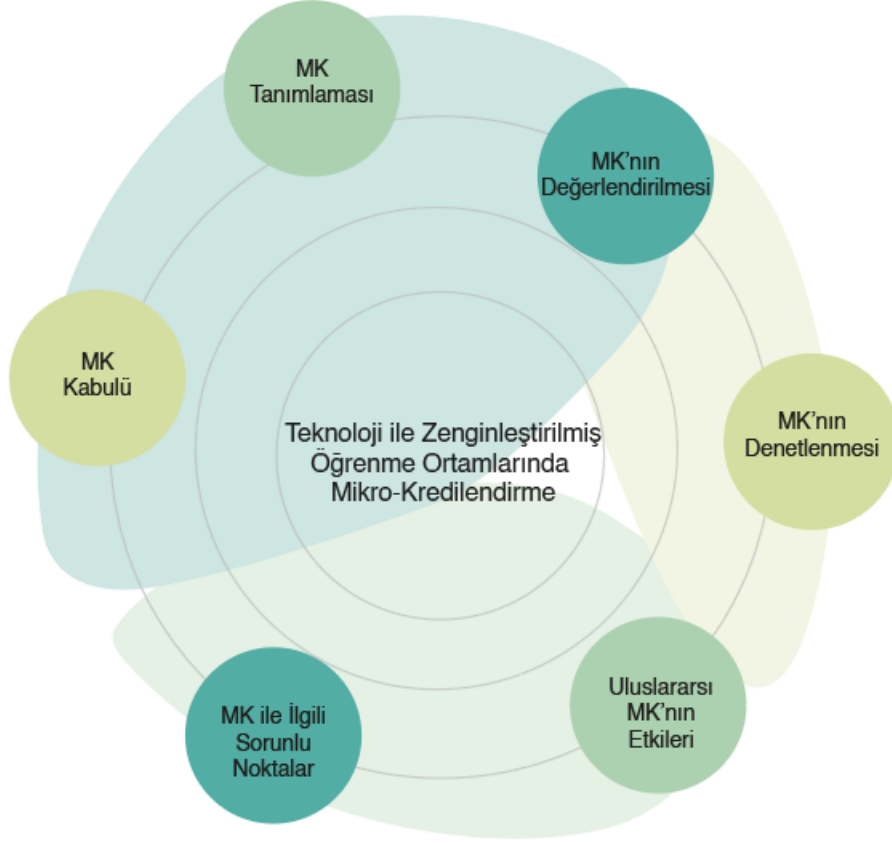 MK
Tanımlaması
MK'nın
Değerlendirilmesi
MK
Kabulü
MK'nın
Denetlenmesi
Teknoloji ile Zenginleştirilmiş
Öğrenme Ortamlarında
Mikro-Kredilendirme
MK ile İlgili
Sorunlu
Noktalar
Uluslararsı
MK'nın
Etkileri